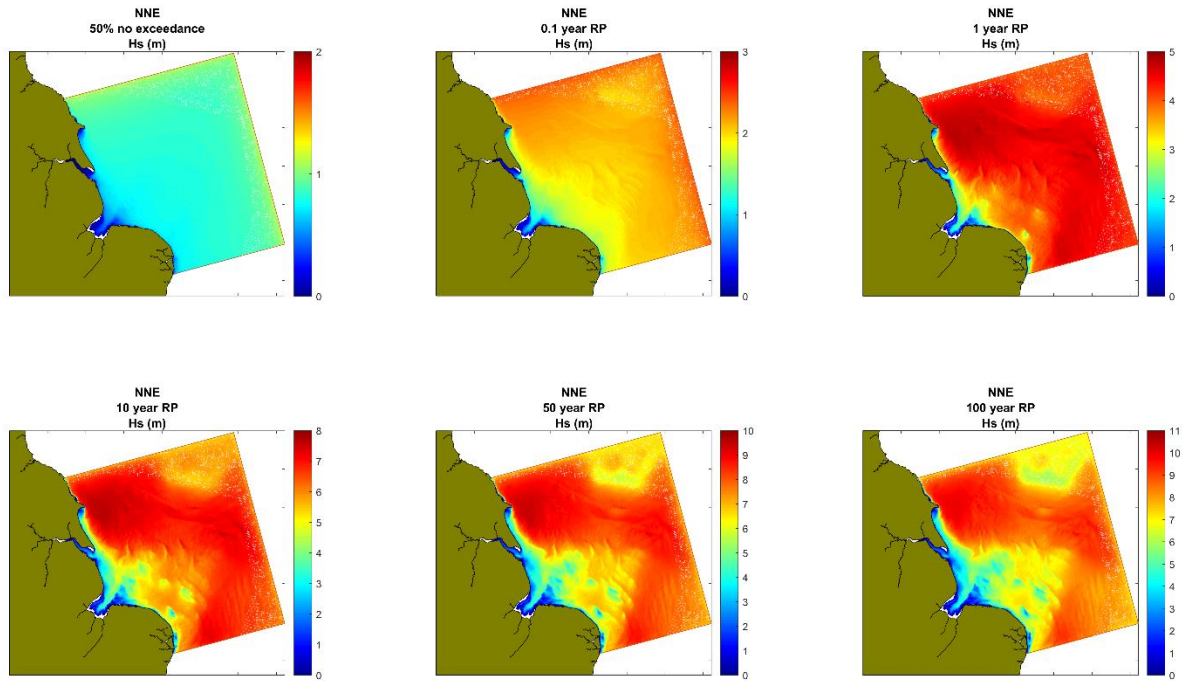 NNE
50% no exceedance
Hs (m)
2
1
0
NNE
0.1 year RP
Hs (m)
3
2
1
0
NNE
1 year RP
Hs (m)
5
4
3
2
1
0
NNE
10 year RP
Hs (m)
8
7
6
5
4
3
2
1
0
NNE
50 year RP
Hs (m)
10
9
8
7
6
5
4
3
2
1
0
NNE
100 year RP
Hs (m)
11
10
9
8
7
6
5
4
3
2
1
0